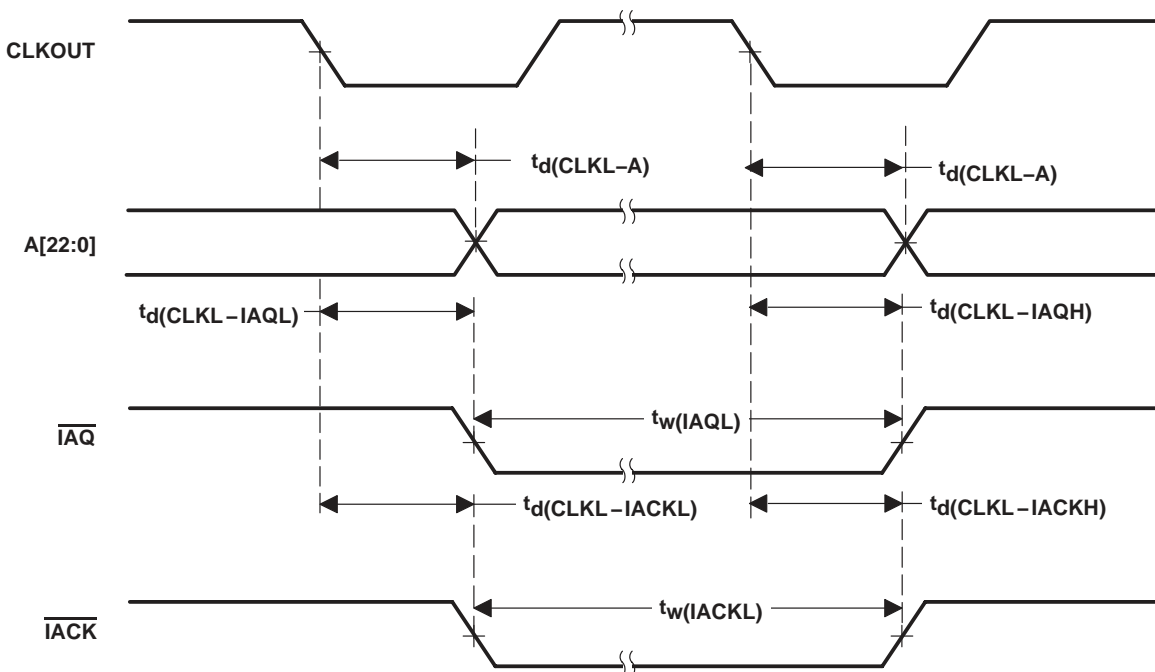 CLKOUT
td(CLKL–A)
td(CLKL–A)
A[22:0]
td(CLKL–IAQL)
td(CLKL–IAQH)
IAQ
tw(IAQL)
td(CLKL–IACKL)
td(CLKL–IACKH)
IACK
tw(IACKL)